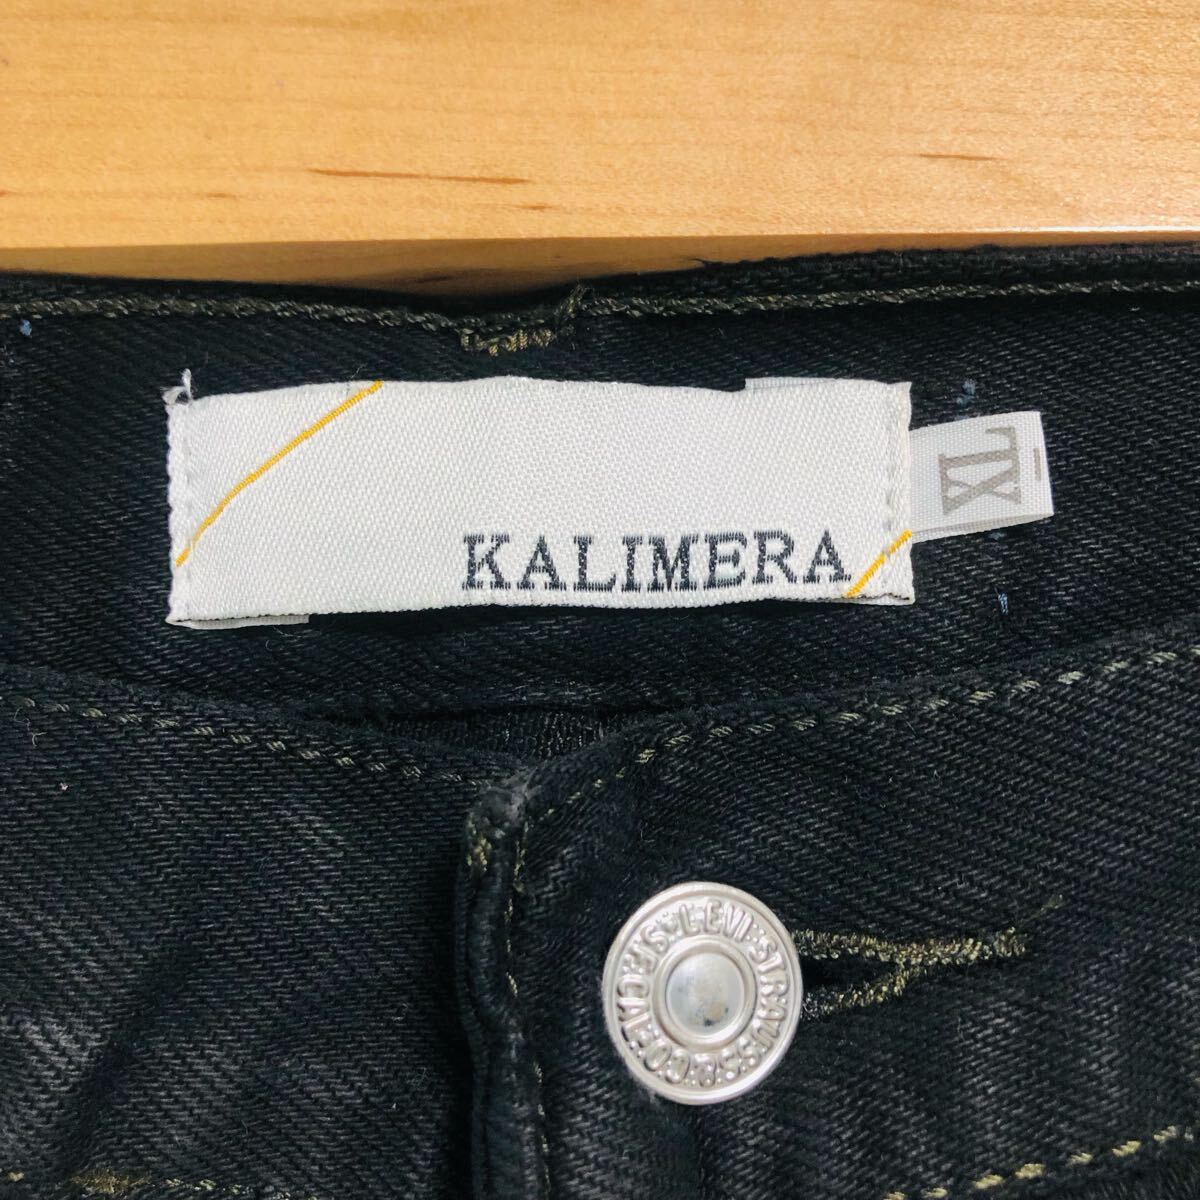 KALIMERA
XL
LEVI STRAUSS & CO. S.F. CAL.